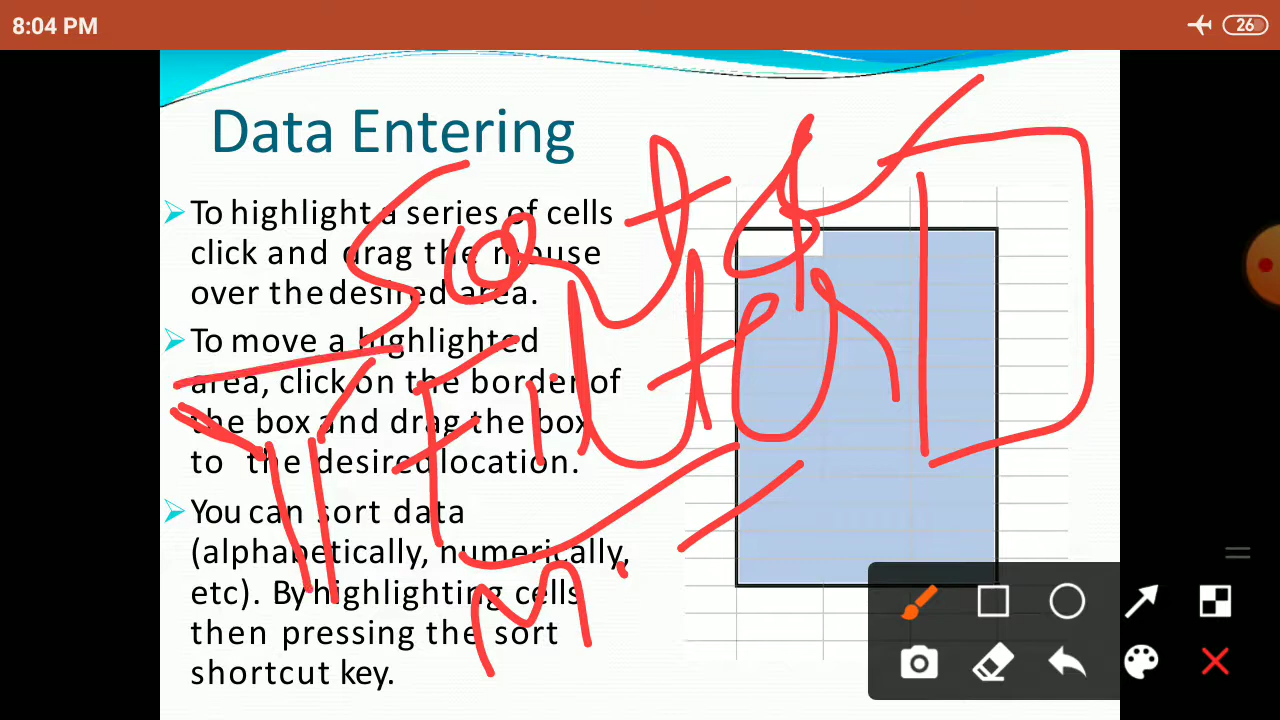 8:04 PM
26
Data Entering
To highlight a series of cells
click and drag the mouse
over the desired area.
To move a highlighted
area, click on the border of
the box and drag the box
to the desired location.
You can sort data
(alphabetically, numerically,
etc). By highlighting cells
then pressing the sort
shortcut key.
Sort &
Filter